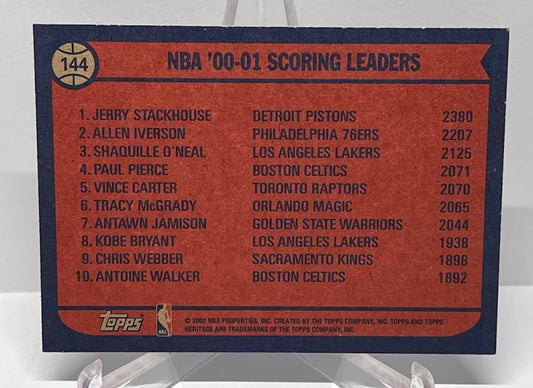 144
NBA '00-01 SCORING LEADERS
1. JERRY STACKHOUSE DETROIT PISTONS 2380
2. ALLEN IVERSON PHILADELPHIA 76ERS 2207
3. SHAQUILLE O'NEAL LOS ANGELES LAKERS 2125
4. PAUL PIERCE BOSTON CELTICS 2071
5. VINCE CARTER TORONTO RAPTORS 2070
6. TRACY McGRADY ORLANDO MAGIC 2065
7. ANTAWN JAMISON GOLDEN STATE WARRIORS 2044
8. KOBE BRYANT LOS ANGELES LAKERS 1938
9. CHRIS WEBBER SACRAMENTO KINGS 1898
10. ANTOINE WALKER BOSTON CELTICS 1892
Topps
NBA
© 2002 NBA PROPERTIES, INC. CREATED BY THE TOPPS COMPANY, INC. TOPPS AND TOPPS
HERITAGE ARE TRADEMARKS OF THE TOPPS COMPANY, INC.